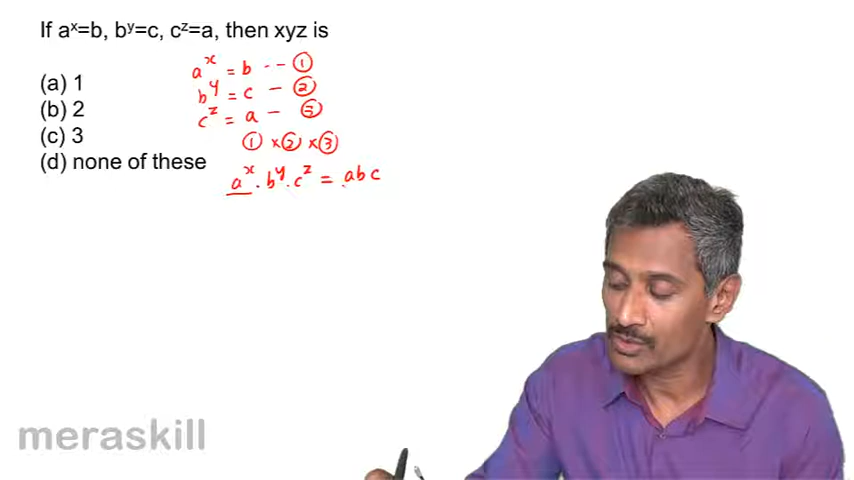 If aˣ=b, bʸ=c, cᶻ=a, then xyz is
(a) 1
(b) 2
(c) 3
(d) none of these
aˣ = b -- ①
bʸ = c - ②
cᶻ = a - ③
① × ② × ③
aˣ . bʸ . cᶻ = abc
meraskill